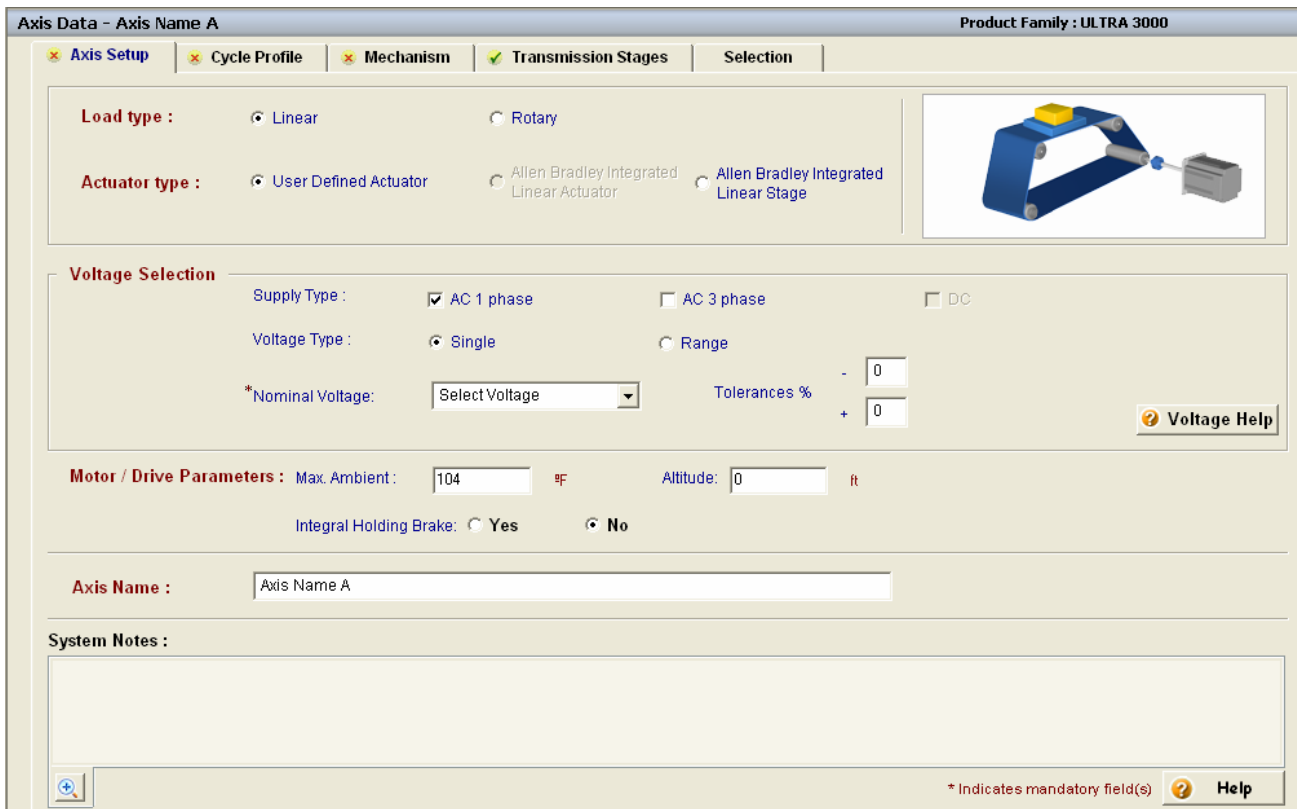 Axis Data - Axis Name A Product Family : ULTRA 3000
Axis Setup Cycle Profile Mechanism Transmission Stages Selection
Load type : Linear Rotary
Actuator type : User Defined Actuator Allen Bradley Integrated Linear Actuator Allen Bradley Integrated Linear Stage
Voltage Selection
Supply Type : AC 1 phase AC 3 phase DC
Voltage Type : Single Range
*Nominal Voltage: Select Voltage Tolerances % - 0
+ 0
Voltage Help
Motor / Drive Parameters : Max. Ambient : 104 ºF Altitude: 0 ft
Integral Holding Brake: Yes No
Axis Name : Axis Name A
System Notes :
* Indicates mandatory field(s) Help